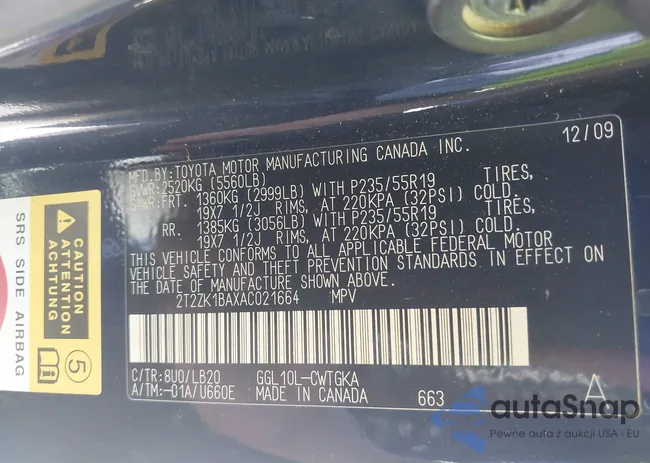 12/09
MFD.BY:TOYOTA MOTOR MANUFACTURING CANADA INC.
GVWR:2520KG (5560LB)
GAWR:FRT. 1360KG (2999LB) WITH P235/55R19 TIRES,
19X7 1/2J RIMS, AT 220KPA (32PSI) COLD.
RR. 1385KG (3056LB) WITH P235/55R19 TIRES,
19X7 1/2J RIMS, AT 220KPA (32PSI) COLD.
THIS VEHICLE CONFORMS TO ALL APPLICABLE FEDERAL MOTOR
VEHICLE SAFETY AND THEFT PREVENTION STANDARDS IN EFFECT ON
THE DATE OF MANUFACTURE SHOWN ABOVE.
2T2ZK1BAXAC021664 MPV
C/TR:8U0/LB20 GGL10L-CWTGKA
A/TM:-01A/U660E MADE IN CANADA 663 A
SRS SIDE AIRBAG
CAUTION
ATTENTION
ACHTUNG
5
autoSnap
Pewne auta z aukcji USA i EU